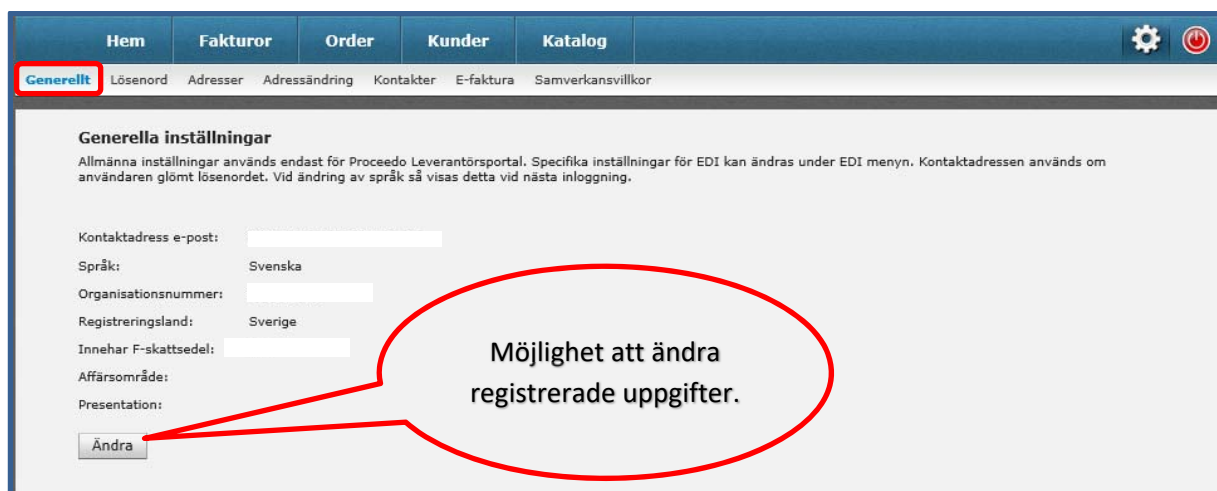 Hem Fakturor Order Kunder Katalog
Generellt Lösenord Adresser Adressändring Kontakter E-faktura Samverkansvillkor
Generella inställningar
Allmänna inställningar används endast för Proceedo Leverantörsportal. Specifika inställningar för EDI kan ändras under EDI menyn. Kontaktadressen används om
användaren glömt lösenordet. Vid ändring av språk så visas detta vid nästa inloggning.
Kontaktadress e-post:
Språk: Svenska
Organisationsnummer:
Registreringsland: Sverige
Innehar F-skattsedel:
Affärsområde:
Presentation:
Ändra
Möjlighet att ändra
registrerade uppgifter.